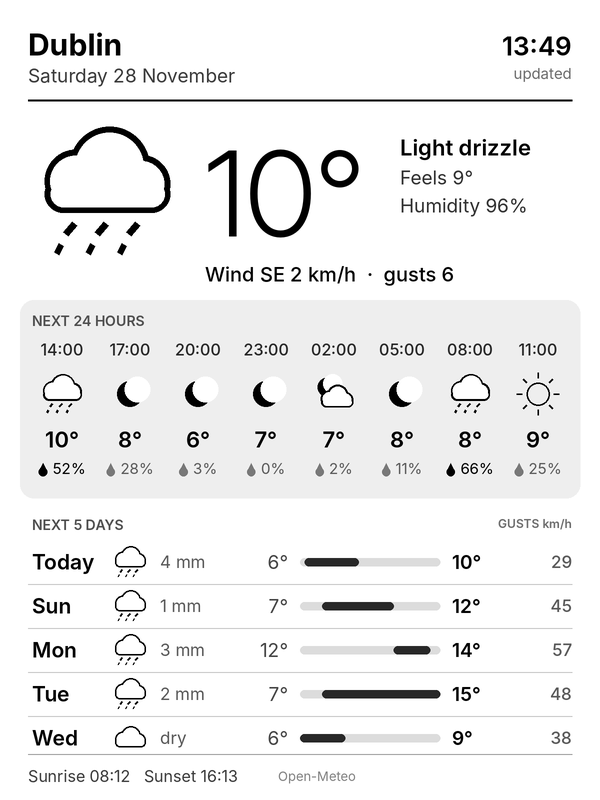 Dublin
13:49
Saturday 28 November
updated
10°
Light drizzle
Feels 9°
Humidity 96%
Wind SE 2 km/h · gusts 6
NEXT 24 HOURS
14:00 17:00 20:00 23:00 02:00 05:00 08:00 11:00
10° 8° 6° 7° 7° 8° 8° 9°
52% 28% 3% 0% 2% 11% 66% 25%
NEXT 5 DAYS
GUSTS km/h
Today 4 mm 6° 10° 29
Sun 1 mm 7° 12° 45
Mon 3 mm 12° 14° 57
Tue 2 mm 7° 15° 48
Wed dry 6° 9° 38
Sunrise 08:12 Sunset 16:13 Open-Meteo